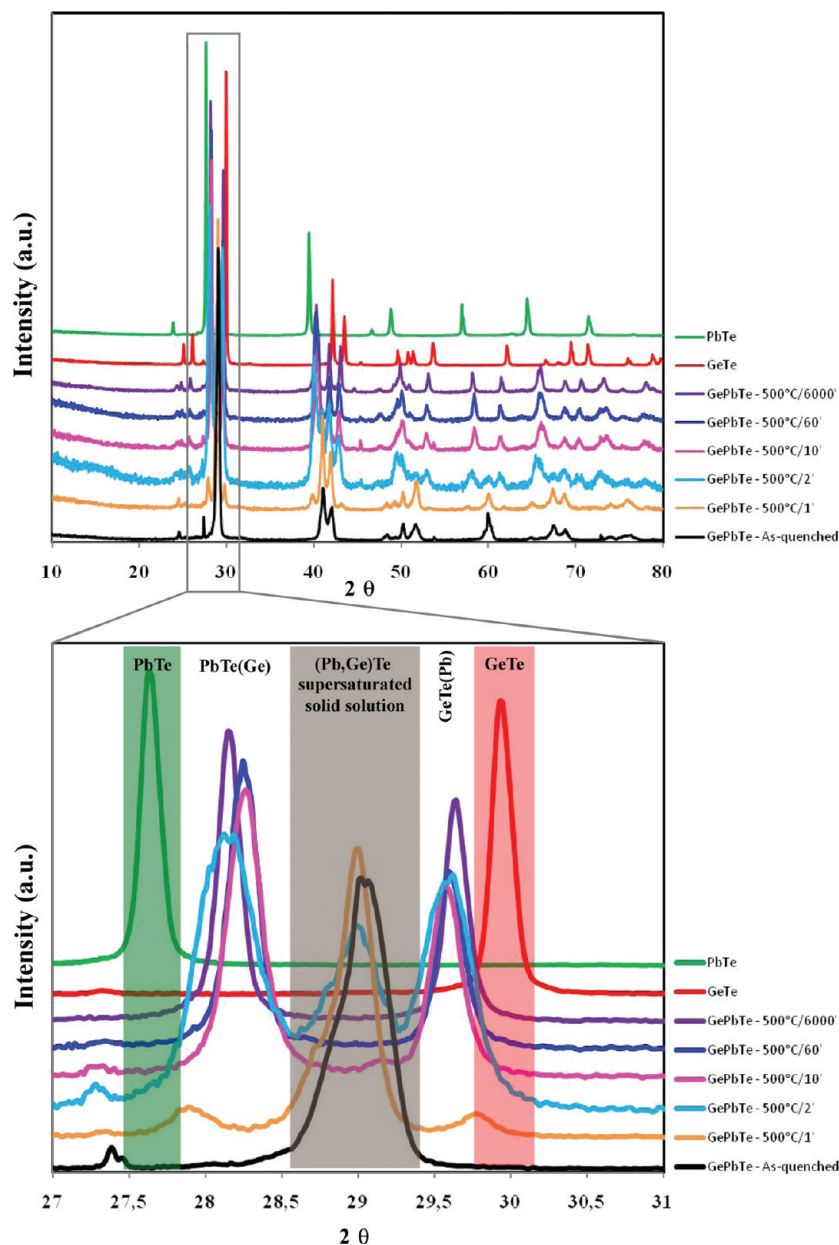 Intensity (a.u.)
PbTe
GeTe
GePbTe - 500°C/6000'
GePbTe - 500°C/60'
GePbTe - 500°C/10'
GePbTe - 500°C/2'
GePbTe - 500°C/1'
GePbTe - As-quenched
10 20 30 40 50 60 70 80
2 θ
PbTe
PbTe(Ge)
(Pb,Ge)Te
supersaturated
solid solution
GeTe(Pb)
GeTe
Intensity (a.u.)
PbTe
GeTe
GePbTe - 500°C/6000'
GePbTe - 500°C/60'
GePbTe - 500°C/10'
GePbTe - 500°C/2'
GePbTe - 500°C/1'
GePbTe - As-quenched
27 27,5 28 28,5 29 29,5 30 30,5 31
2 θ